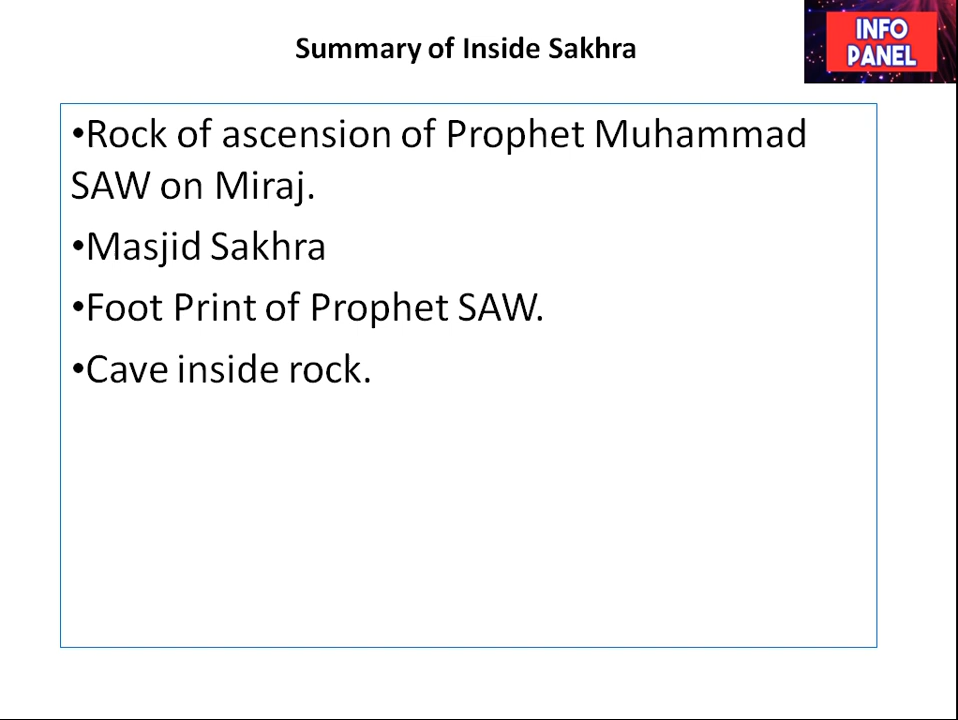 Summary of Inside Sakhra
INFO
PANEL
•Rock of ascension of Prophet Muhammad
SAW on Miraj.
•Masjid Sakhra
•Foot Print of Prophet SAW.
•Cave inside rock.